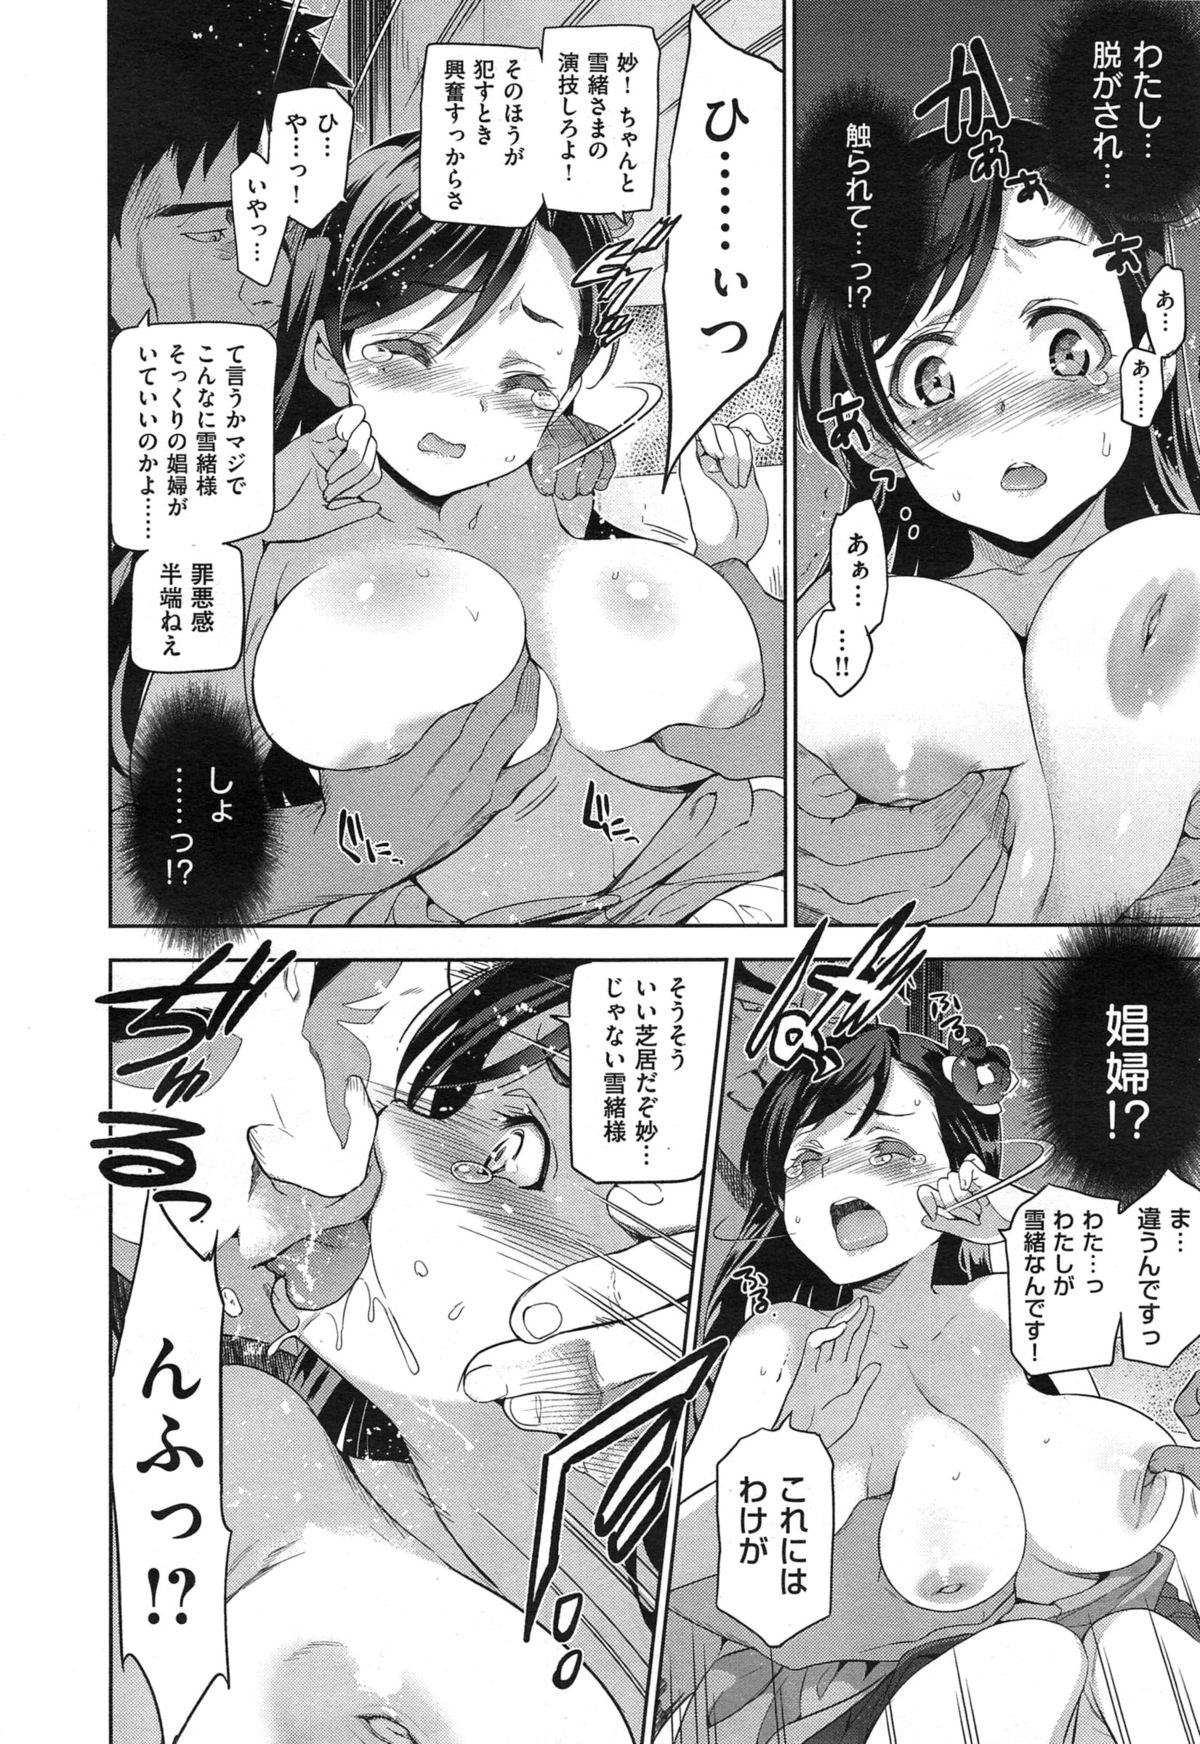 わたし…
脱がされ…
触られて…っ!?
かぁぁぁ
あ…
あ……
あぁ…
…!!
ひ……ぃっ
妙！ちゃんと
雪緒さまの
演技しろよ！
そのほうが
犯すとき
興奮すっからさ
ひ…
や…っ！
いやっ…
て言うかマジで
こんなに雪緒様
そっくりの娼婦が
いていいのかよ……
罪悪感
半端ねえ
しょ
……っ!?
娼婦!?
ま…
違うんですっ
わた…っ
わたしが
雪緒なんです！
ふる
ふる
これには
わけが
そうそう
いい芝居だぞ妙…
じゃない雪緒様
んふっ!?